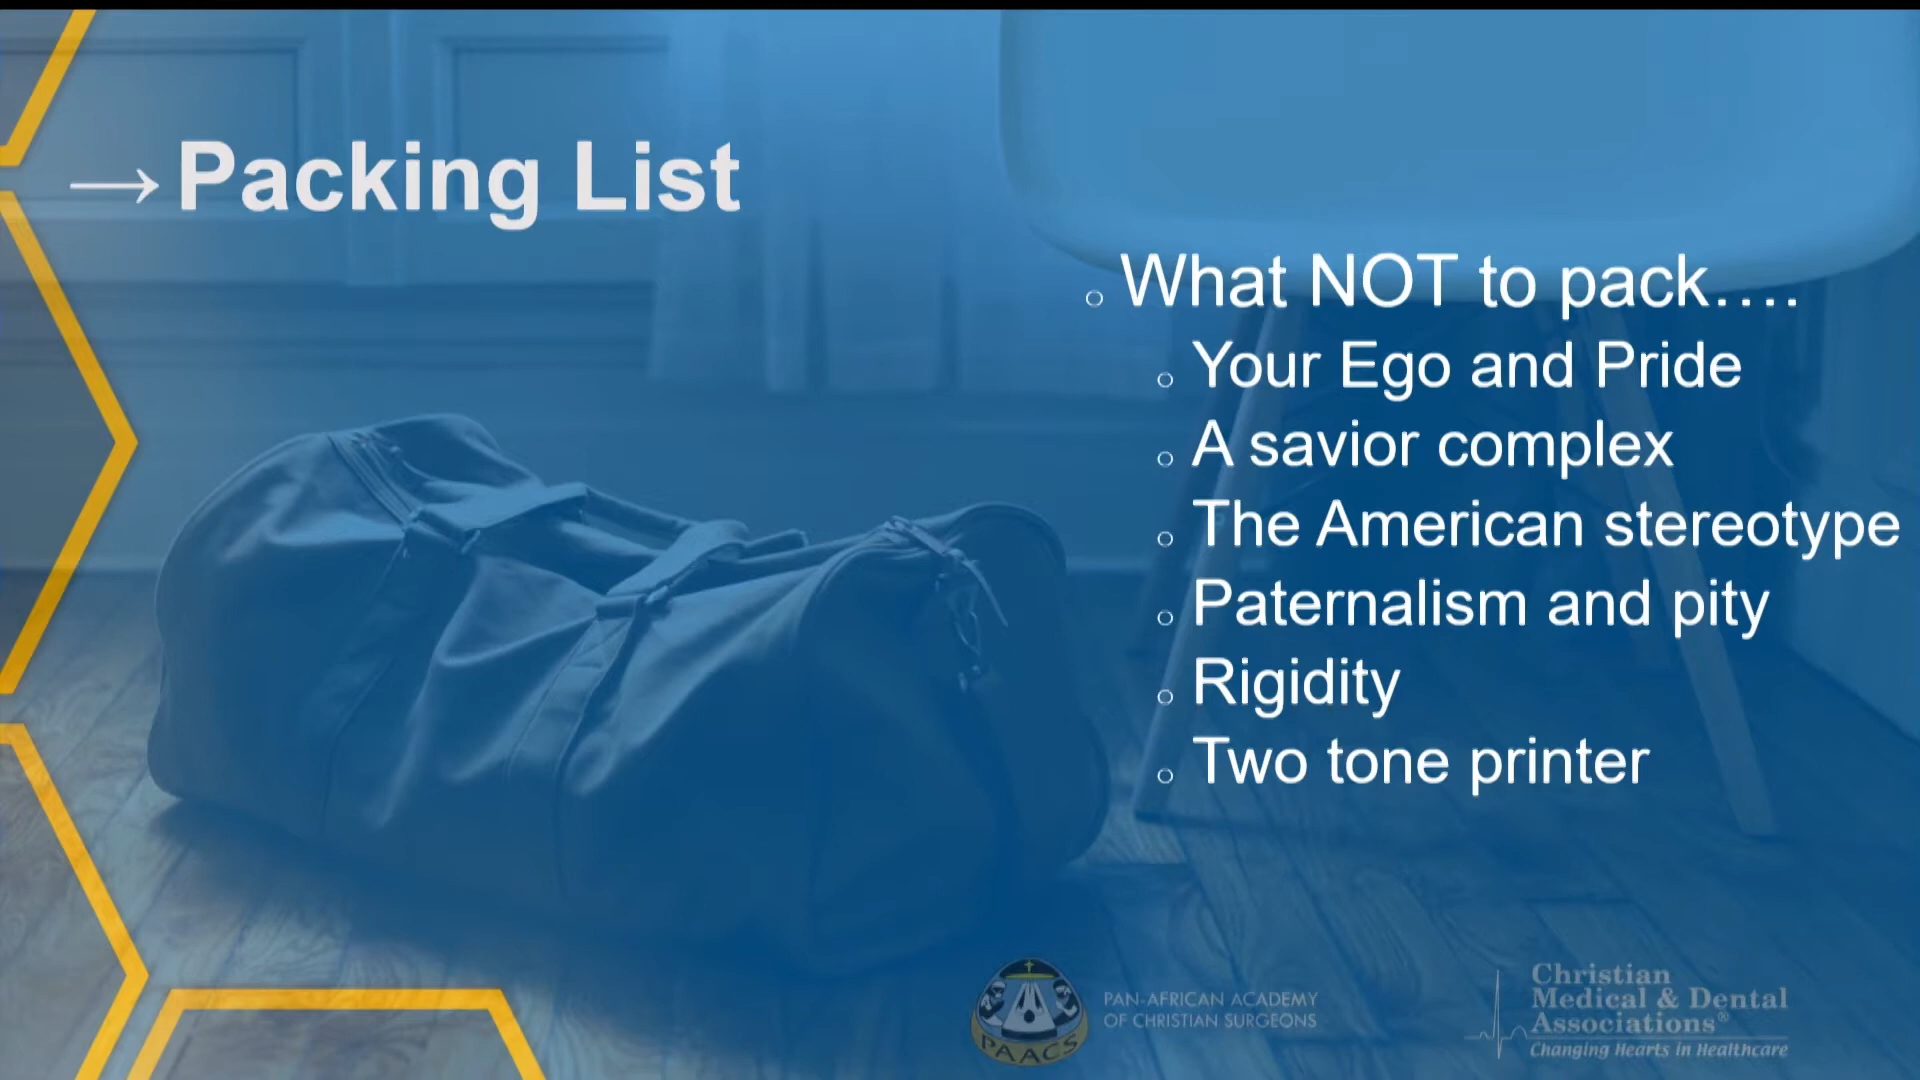 →Packing List
What NOT to pack....
Your Ego and Pride
A savior complex
The American stereotype
Paternalism and pity
Rigidity
Two tone printer
PAACS
PAN-AFRICAN ACADEMY
OF CHRISTIAN SURGEONS
Christian
Medical & Dental
Associations®
Changing Hearts in Healthcare